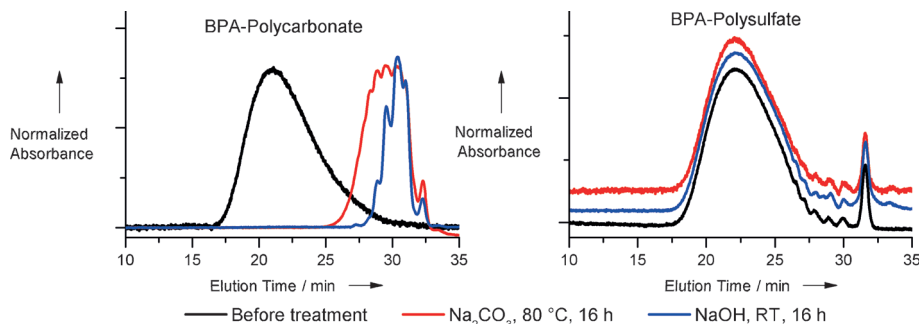 BPA-Polycarbonate
Normalized
Absorbance
10 15 20 25 30 35
Elution Time / min
BPA-Polysulfate
Normalized
Absorbance
10 15 20 25 30 35
Elution Time / min
Before treatment Na₂CO₃, 80 °C, 16 h NaOH, RT, 16 h